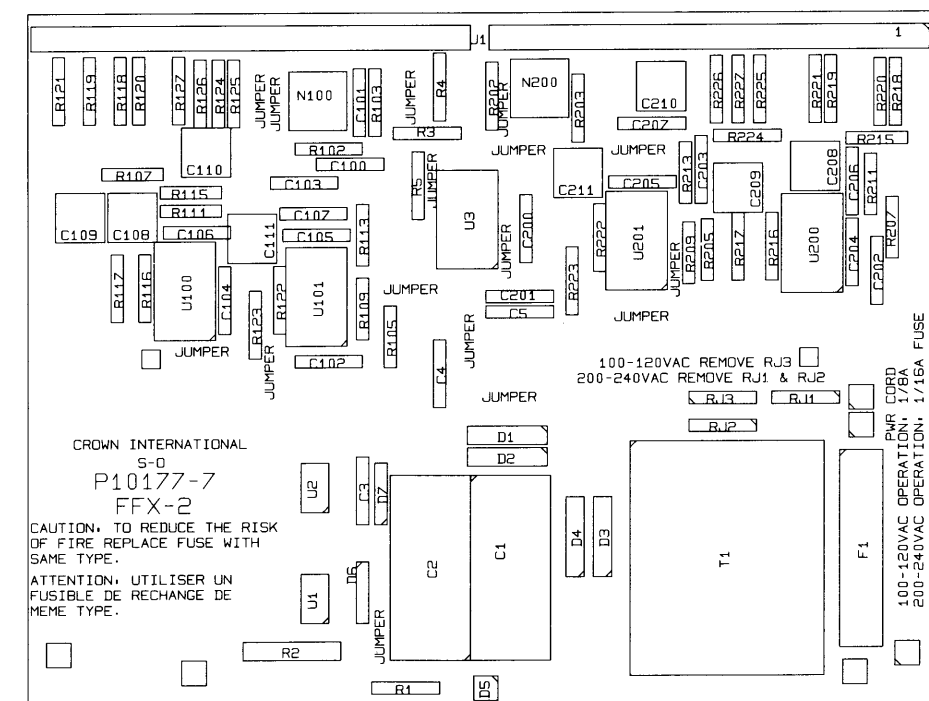 J1
1
R121
R119
R118
R120
R127
R126
R124
R125
JUMPER
JUMPER
N100
C101
R103
JUMPER
R4
R202
JUMPER
N200
R203
C210
C207
R226
R227
R225
R221
R219
R220
R218
R3
R224
R215
R102
C100
C110
R107
C103
R5
JUMPER
JUMPER
JUMPER
C211
C205
R213
C203
C209
C208
C206
R211
R115
R111
C106
C109
C108
C111
C107
C105
R113
U3
C200
R222
U201
JUMPER
R209
R205
R217
R216
U200
C204
C202
R207
R117
R116
U100
C104
R123
R122
U101
R109
R105
JUMPER
C201
C5
R223
JUMPER
JUMPER
JUMPER
C102
C4
JUMPER
100-120VAC REMOVE RJ3
200-240VAC REMOVE RJ1 & RJ2
RJ3
RJ1
RJ2
PWR CORD
100-120VAC OPERATION: 1/8A
200-240VAC OPERATION: 1/16A FUSE
CROWN INTERNATIONAL
S-O
P10177-7
FFX-2
CAUTION: TO REDUCE THE RISK
OF FIRE REPLACE FUSE WITH
SAME TYPE.
ATTENTION: UTILISER UN
FUSIBLE DE RECHANGE DE
MEME TYPE.
D1
D2
U2
C3
D7
C2
C1
D4
D3
T1
F1
U1
D6
JUMPER
R2
R1
D5